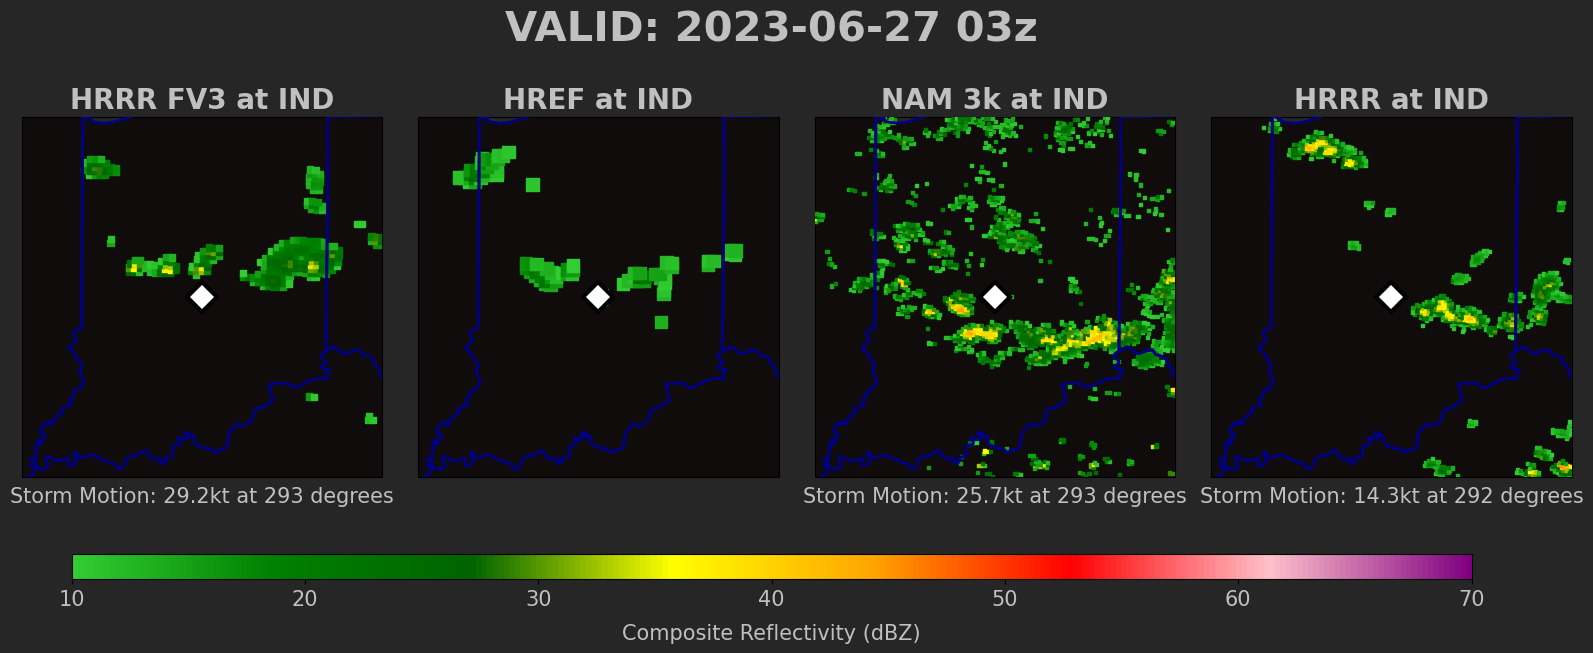 VALID: 2023-06-27 03z
HRRR FV3 at IND
HREF at IND
NAM 3k at IND
HRRR at IND
Storm Motion: 29.2kt at 293 degrees
Storm Motion: 25.7kt at 293 degrees
Storm Motion: 14.3kt at 292 degrees
10 20 30 40 50 60 70
Composite Reflectivity (dBZ)